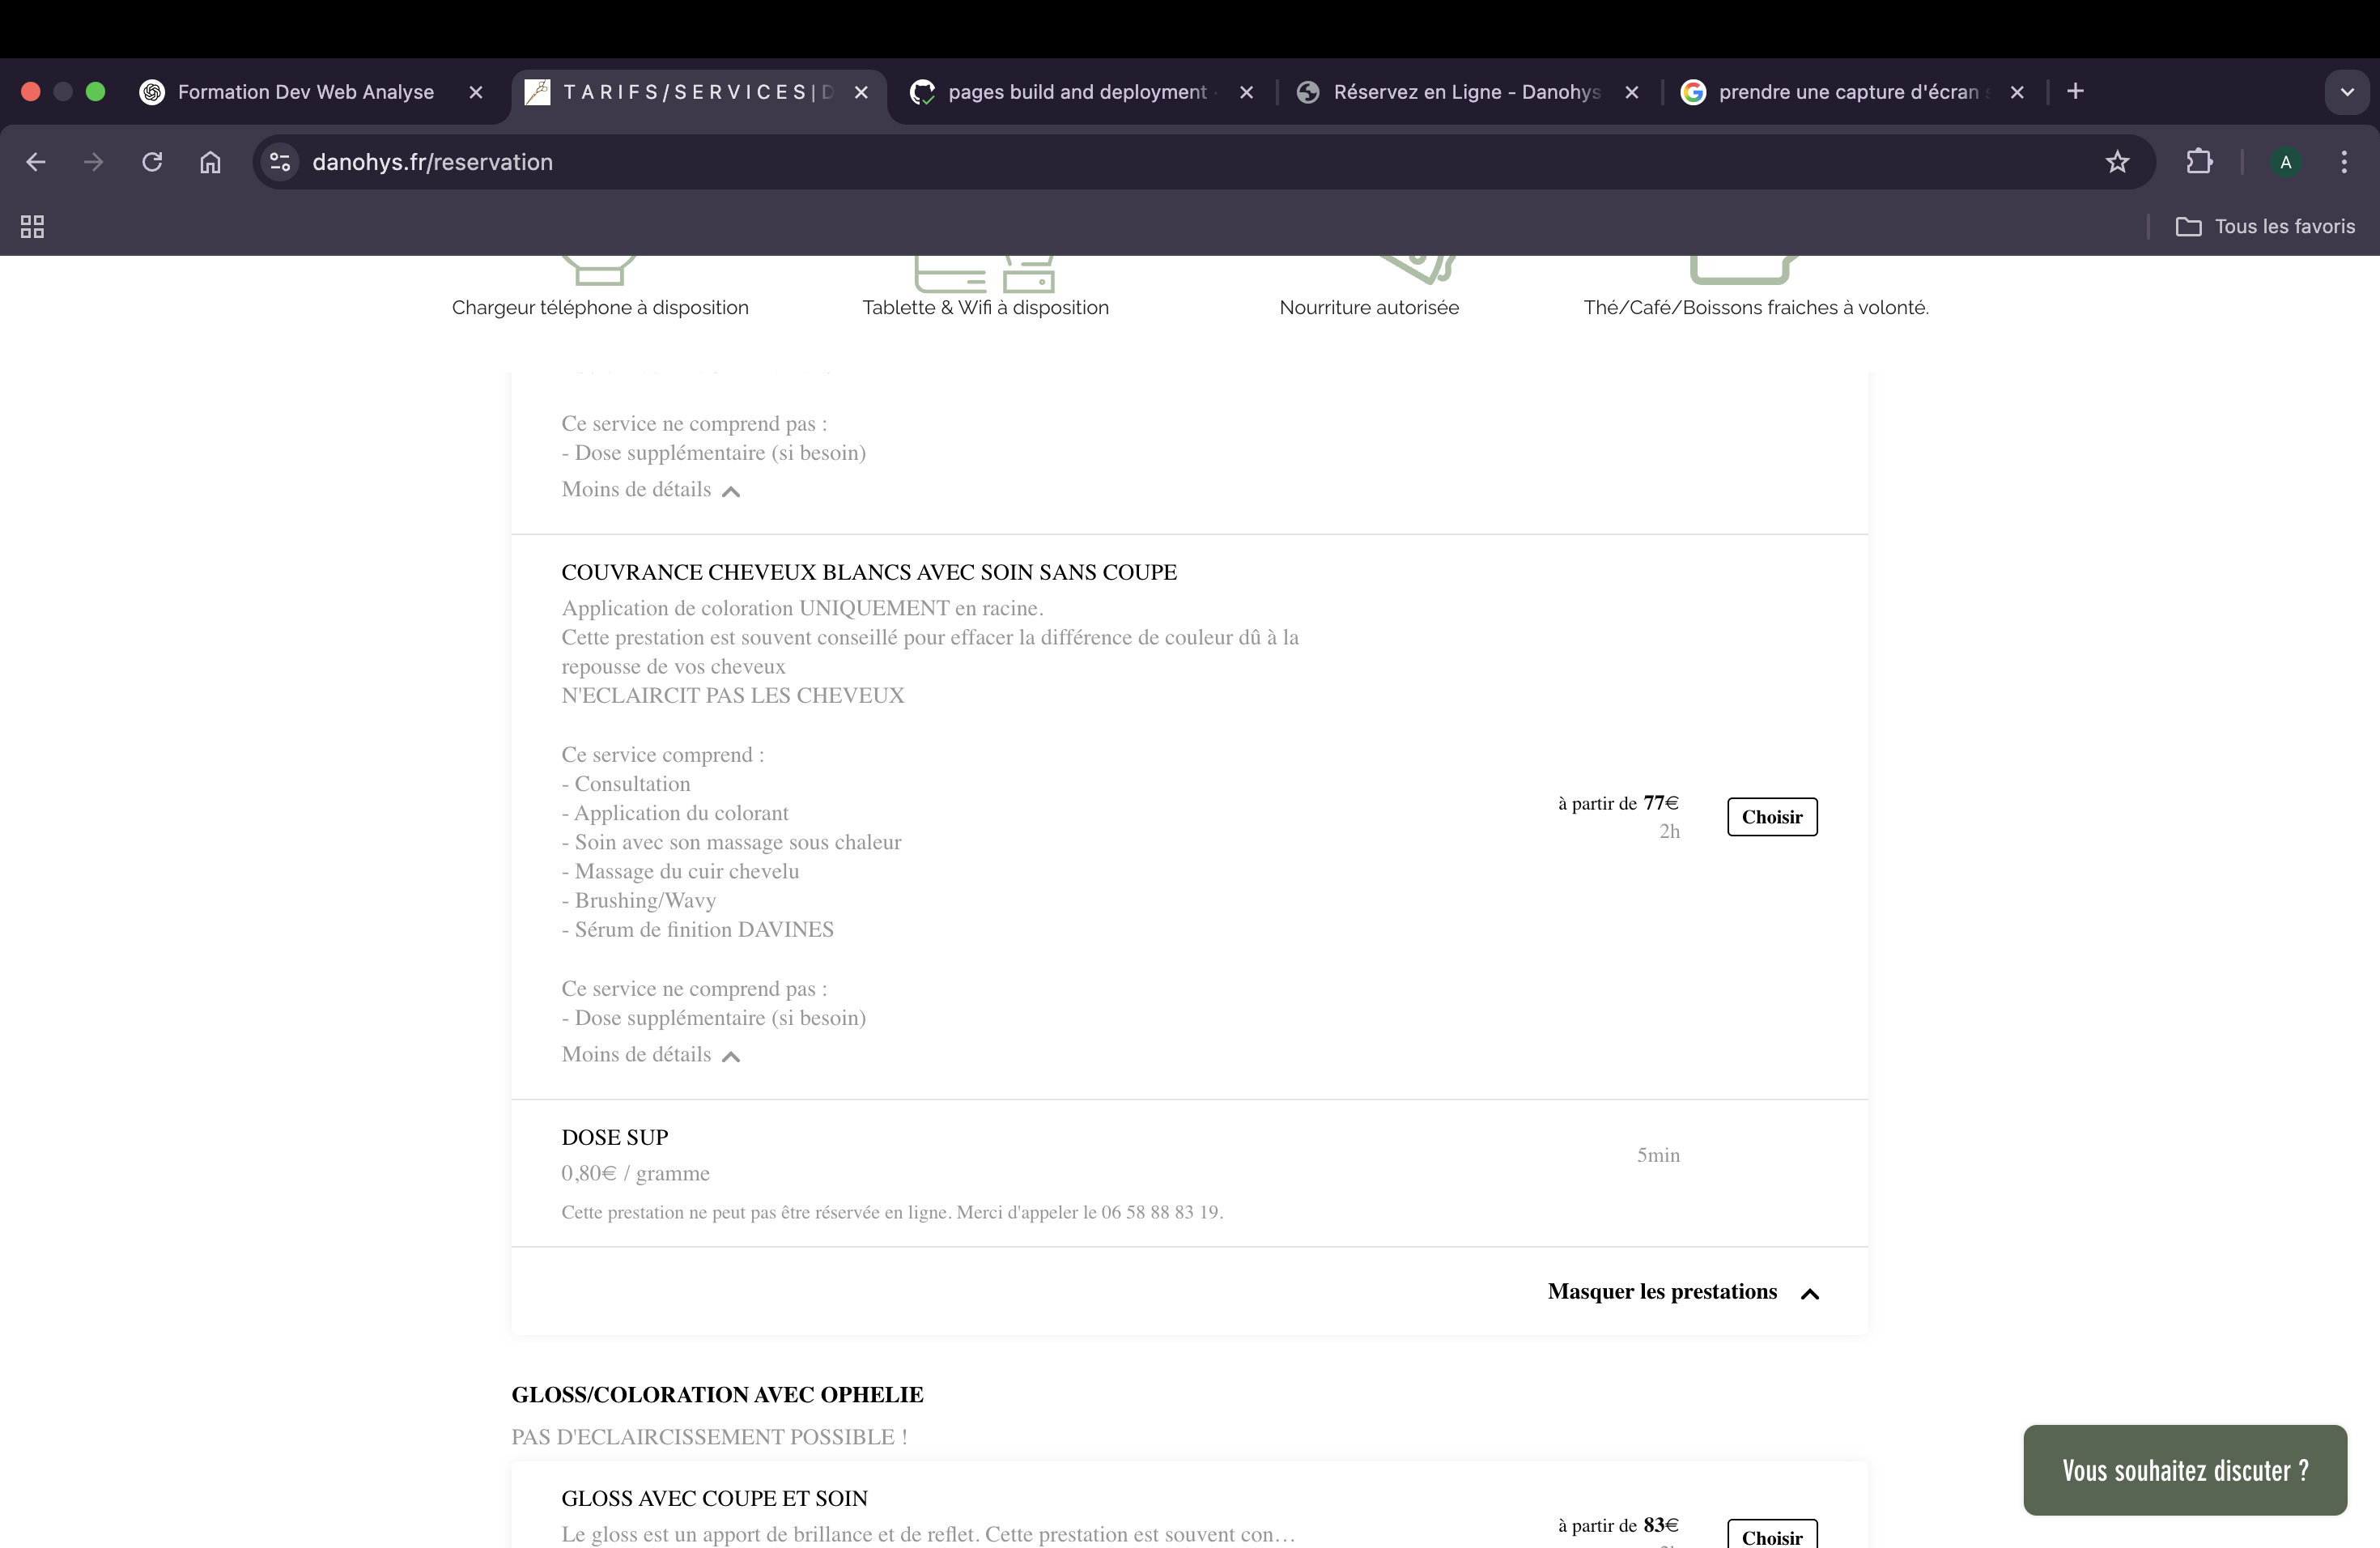 Formation Dev Web Analyse
T A R I F S / S E R V I C E S | D
pages build and deployment ·
Réservez en Ligne - Danohys
prendre une capture d'écran s
danohys.fr/reservation
A
Tous les favoris
Chargeur téléphone à disposition
Tablette & Wifi à disposition
Nourriture autorisée
Thé/Café/Boissons fraiches à volonté.
Ce service ne comprend pas :
- Dose supplémentaire (si besoin)
Moins de détails
COUVRANCE CHEVEUX BLANCS AVEC SOIN SANS COUPE
Application de coloration UNIQUEMENT en racine.
Cette prestation est souvent conseillé pour effacer la différence de couleur dû à la
repousse de vos cheveux
N'ECLAIRCIT PAS LES CHEVEUX
Ce service comprend :
- Consultation
- Application du colorant
- Soin avec son massage sous chaleur
- Massage du cuir chevelu
- Brushing/Wavy
- Sérum de finition DAVINES
à partir de 77€
2h
Choisir
Ce service ne comprend pas :
- Dose supplémentaire (si besoin)
Moins de détails
DOSE SUP
0,80€ / gramme
5min
Cette prestation ne peut pas être réservée en ligne. Merci d'appeler le 06 58 88 83 19.
Masquer les prestations
GLOSS/COLORATION AVEC OPHELIE
PAS D'ECLAIRCISSEMENT POSSIBLE !
GLOSS AVEC COUPE ET SOIN
Le gloss est un apport de brillance et de reflet. Cette prestation est souvent con…
à partir de 83€
Choisir
Vous souhaitez discuter ?